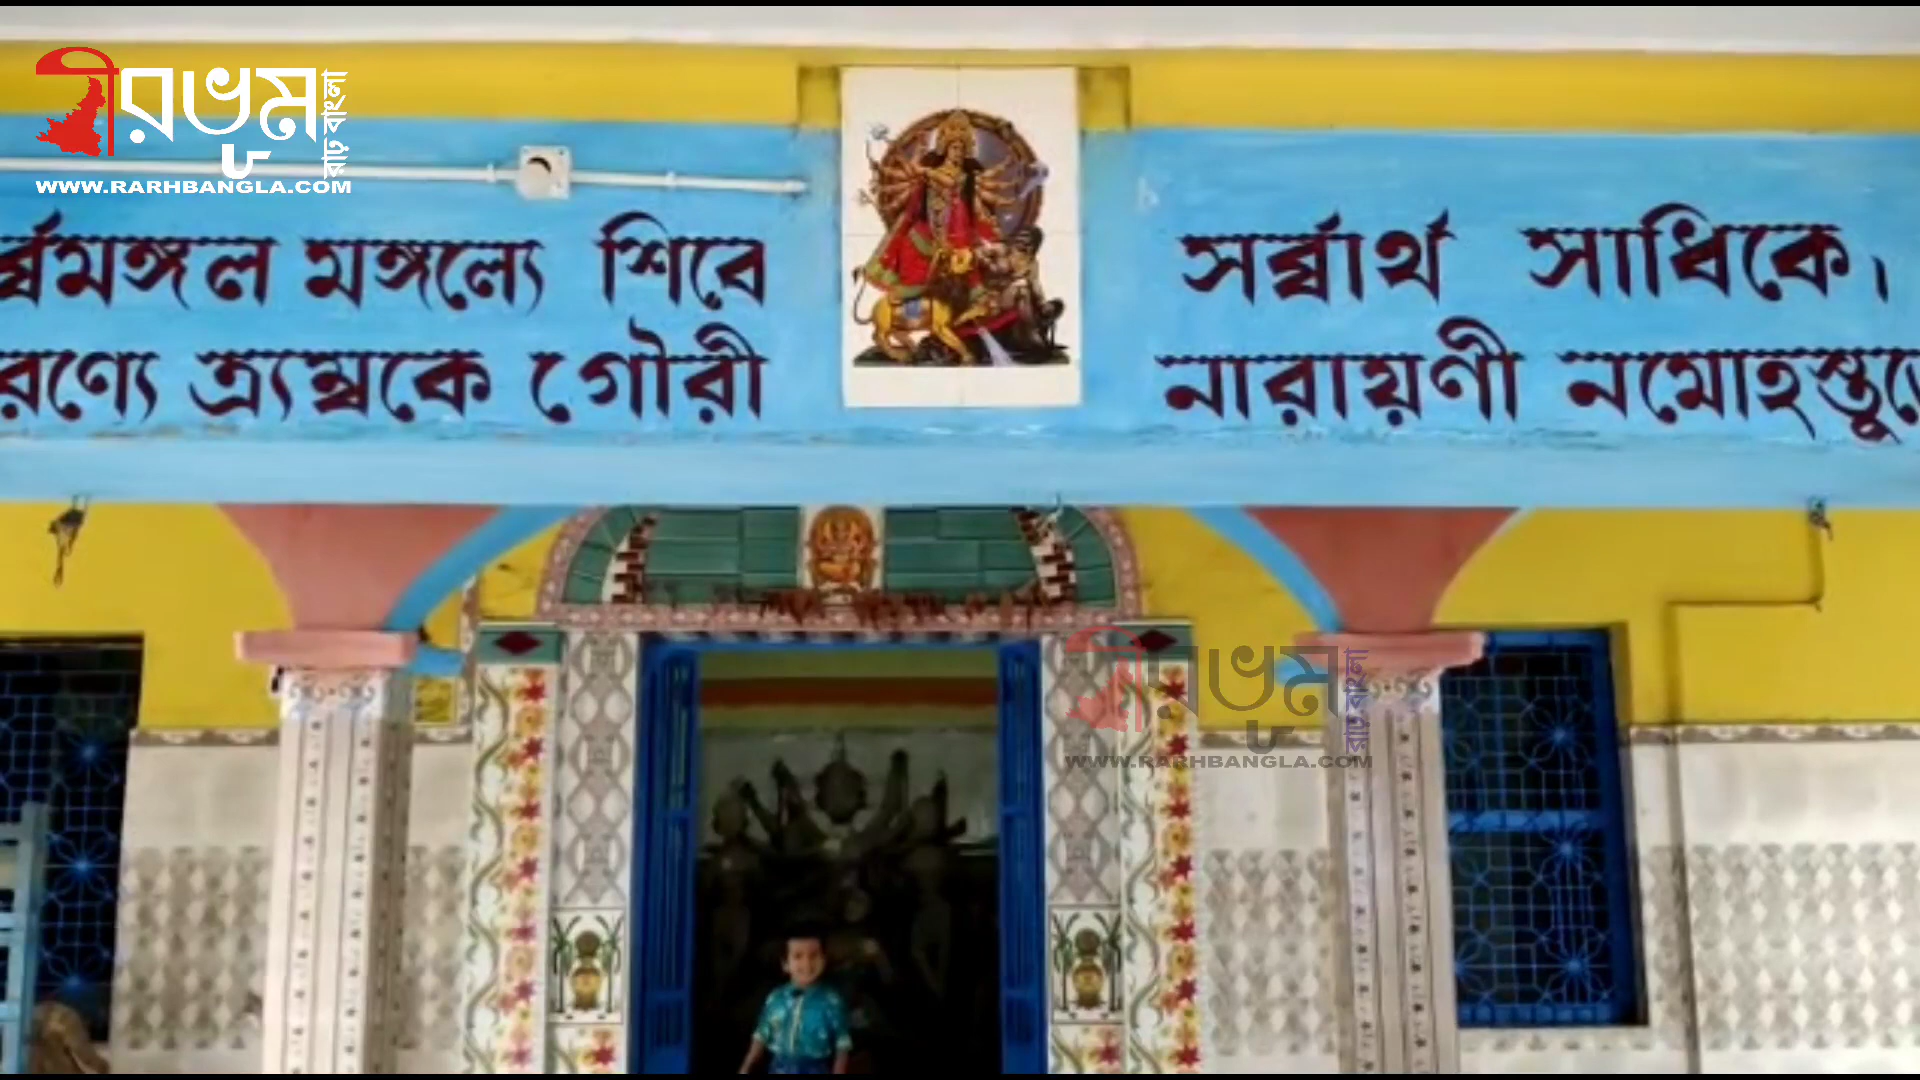 বীরভূম
রাঢ় বাংলা
WWW.RARHBANGLA.COM
র্ব্বমঙ্গল মঙ্গল্যে শিবে সর্ব্বার্থ সাধিকে।
রণ্যে ত্র্যম্বকে গৌরী নারায়ণী নমোহস্তুতে
বীরভূম
রাঢ় বাংলা
WWW.RARHBANGLA.COM